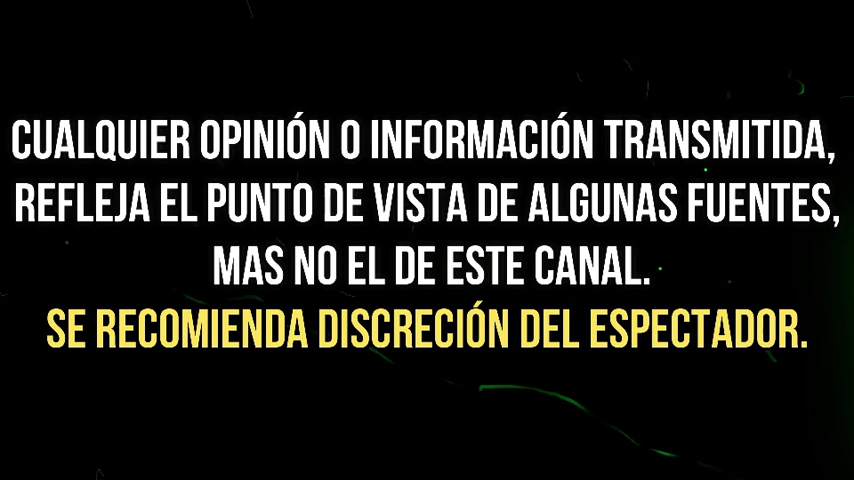 CUALQUIER OPINIÓN O INFORMACIÓN TRANSMITIDA,
REFLEJA EL PUNTO DE VISTA DE ALGUNAS FUENTES,
MAS NO EL DE ESTE CANAL.
SE RECOMIENDA DISCRECIÓN DEL ESPECTADOR.